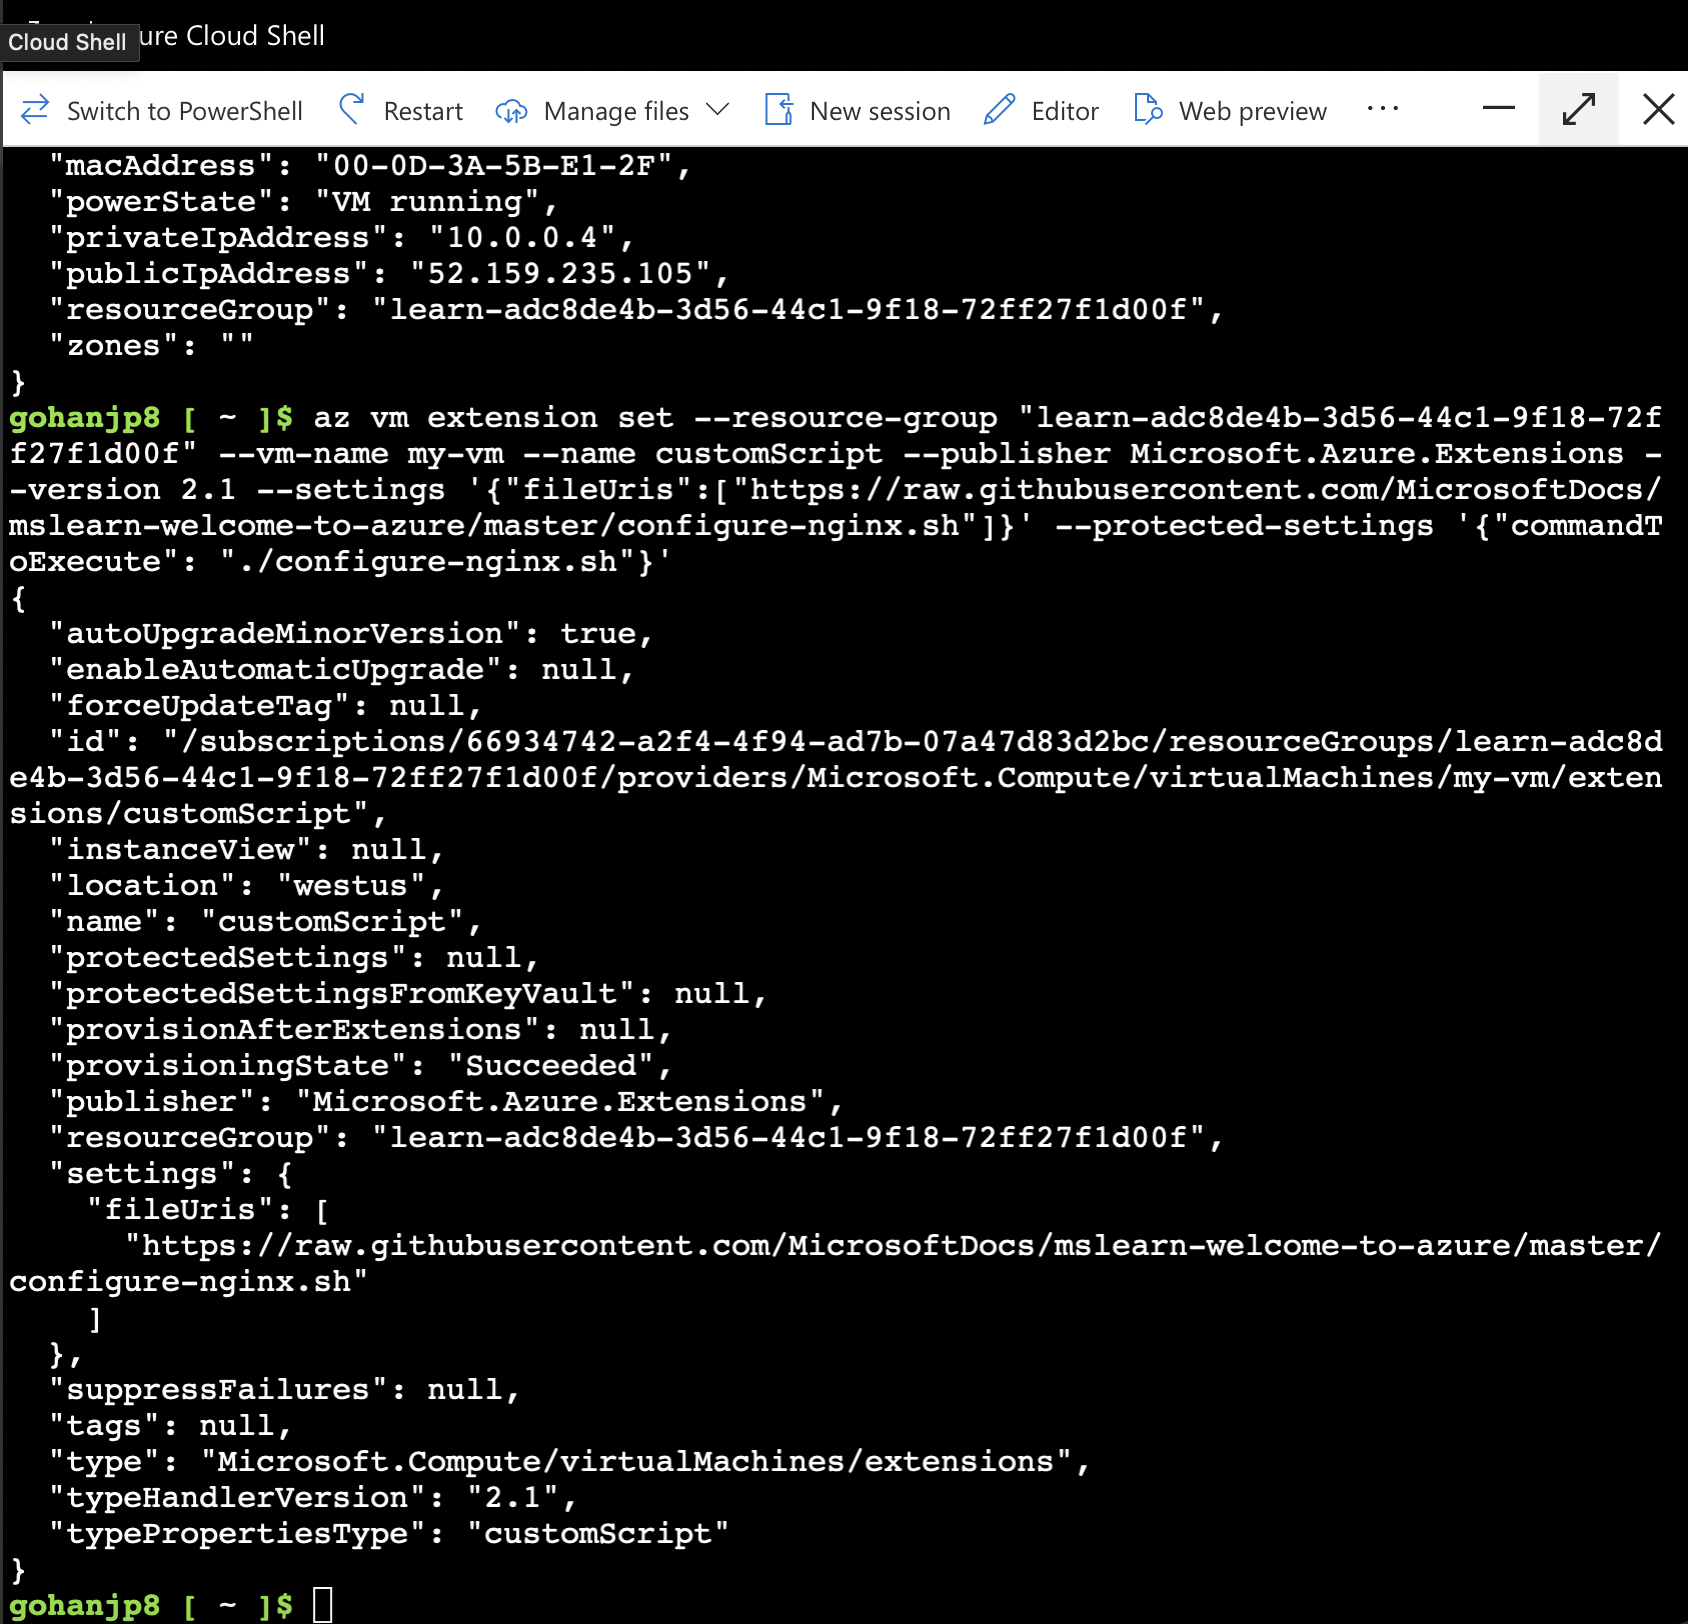 Cloud Shell
ure Cloud Shell
Switch to PowerShell Restart Manage files New session Editor Web preview ...
"macAddress": "00-0D-3A-5B-E1-2F",
"powerState": "VM running",
"privateIpAddress": "10.0.0.4",
"publicIpAddress": "52.159.235.105",
"resourceGroup": "learn-adc8de4b-3d56-44c1-9f18-72ff27f1d00f",
"zones": ""
}
gohanjp8 [ ~ ]$ az vm extension set --resource-group "learn-adc8de4b-3d56-44c1-9f18-72f
f27f1d00f" --vm-name my-vm --name customScript --publisher Microsoft.Azure.Extensions -
-version 2.1 --settings '{"fileUris":["https://raw.githubusercontent.com/MicrosoftDocs/
mslearn-welcome-to-azure/master/configure-nginx.sh"]}' --protected-settings '{"commandT
oExecute": "./configure-nginx.sh"}'
{
"autoUpgradeMinorVersion": true,
"enableAutomaticUpgrade": null,
"forceUpdateTag": null,
"id": "/subscriptions/66934742-a2f4-4f94-ad7b-07a47d83d2bc/resourceGroups/learn-adc8d
e4b-3d56-44c1-9f18-72ff27f1d00f/providers/Microsoft.Compute/virtualMachines/my-vm/exten
sions/customScript",
"instanceView": null,
"location": "westus",
"name": "customScript",
"protectedSettings": null,
"protectedSettingsFromKeyVault": null,
"provisionAfterExtensions": null,
"provisioningState": "Succeeded",
"publisher": "Microsoft.Azure.Extensions",
"resourceGroup": "learn-adc8de4b-3d56-44c1-9f18-72ff27f1d00f",
"settings": {
"fileUris": [
"https://raw.githubusercontent.com/MicrosoftDocs/mslearn-welcome-to-azure/master/
configure-nginx.sh"
]
},
"suppressFailures": null,
"tags": null,
"type": "Microsoft.Compute/virtualMachines/extensions",
"typeHandlerVersion": "2.1",
"typePropertiesType": "customScript"
}
gohanjp8 [ ~ ]$